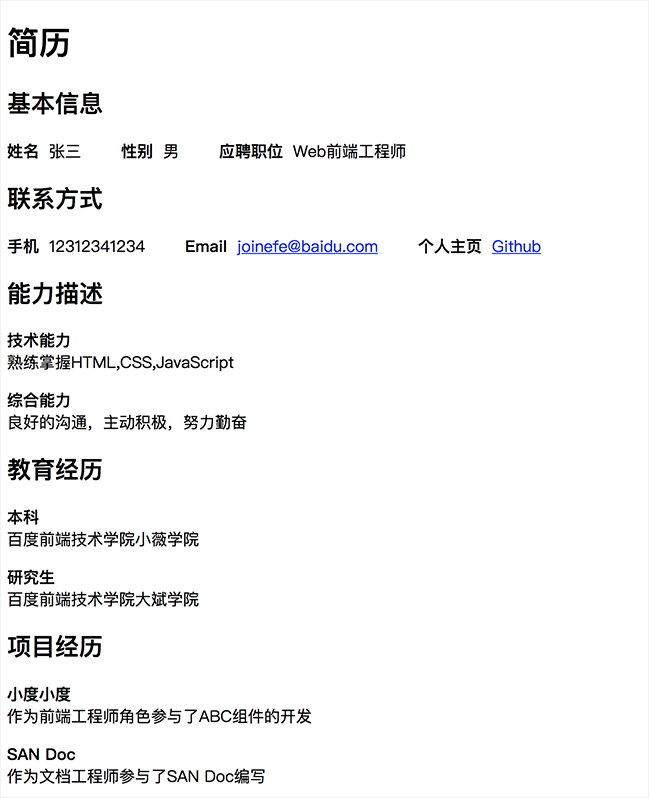 简历
基本信息
姓名 张三 性别 男 应聘职位 Web前端工程师
联系方式
手机 12312341234 Email joinefe@baidu.com 个人主页 Github
能力描述
技术能力
熟练掌握HTML,CSS,JavaScript
综合能力
良好的沟通，主动积极，努力勤奋
教育经历
本科
百度前端技术学院小薇学院
研究生
百度前端技术学院大斌学院
项目经历
小度小度
作为前端工程师角色参与了ABC组件的开发
SAN Doc
作为文档工程师参与了SAN Doc编写